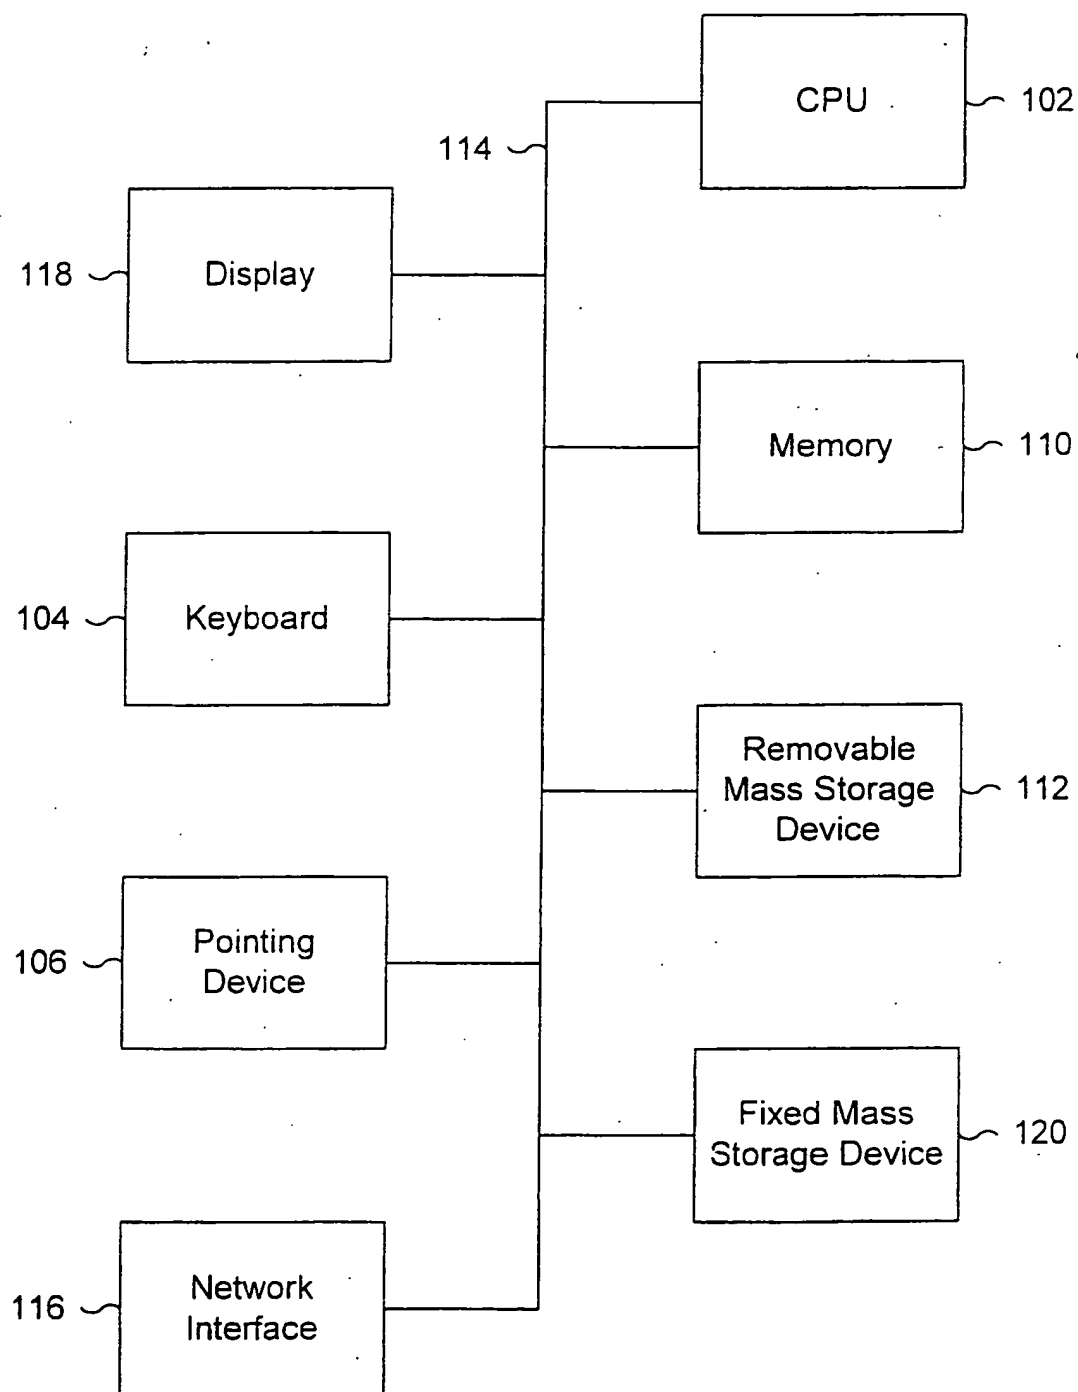 CPU
102
114
118
Display
Memory
110
104
Keyboard
Removable
Mass Storage
Device
112
106
Pointing
Device
Fixed Mass
Storage Device
120
116
Network
Interface